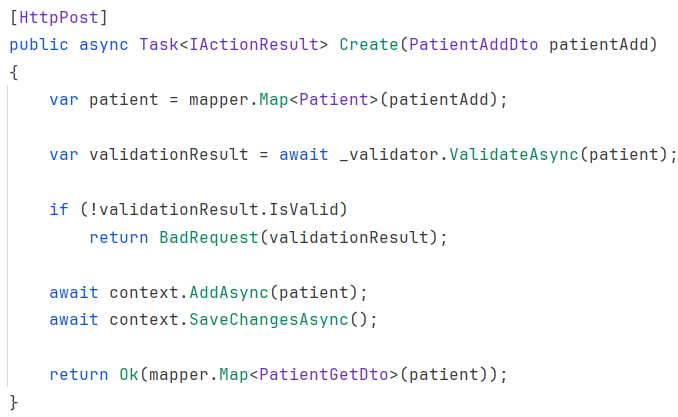 [HttpPost]
public async Task<IActionResult> Create(PatientAddDto patientAdd)
{
    var patient = mapper.Map<Patient>(patientAdd);

    var validationResult = await _validator.ValidateAsync(patient);

    if (!validationResult.IsValid)
        return BadRequest(validationResult);

    await context.AddAsync(patient);
    await context.SaveChangesAsync();

    return Ok(mapper.Map<PatientGetDto>(patient));
}